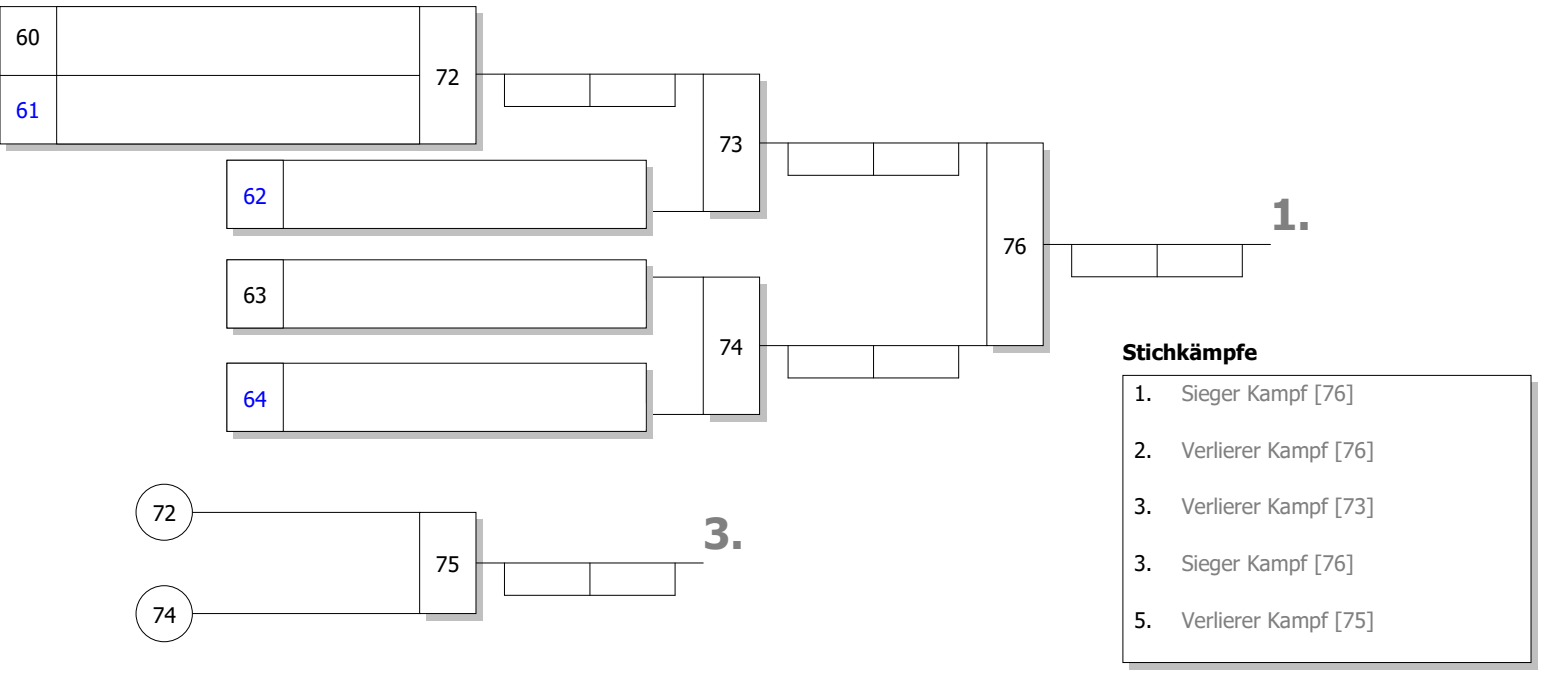 60
72
61
73
62
1.
76
63
74
64
Stichkämpfe
1. Sieger Kampf [76]
2. Verlierer Kampf [76]
3. Verlierer Kampf [73]
3. Sieger Kampf [76]
5. Verlierer Kampf [75]
72
3.
75
74